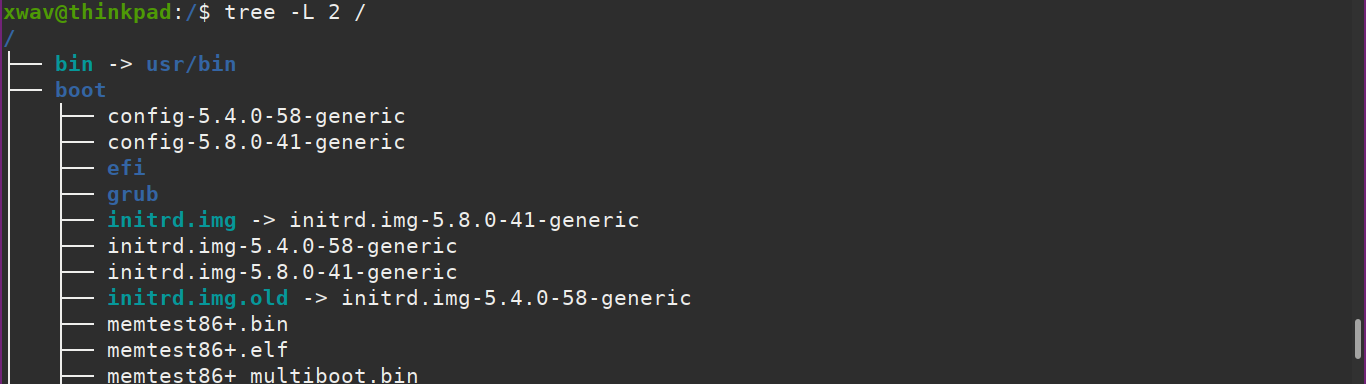 xwav@thinkpad:/$ tree -L 2 /
/
├── bin -> usr/bin
├── boot
│   ├── config-5.4.0-58-generic
│   ├── config-5.8.0-41-generic
│   ├── efi
│   ├── grub
│   ├── initrd.img -> initrd.img-5.8.0-41-generic
│   ├── initrd.img-5.4.0-58-generic
│   ├── initrd.img-5.8.0-41-generic
│   ├── initrd.img.old -> initrd.img-5.4.0-58-generic
│   ├── memtest86+.bin
│   ├── memtest86+.elf
│   ├── memtest86+_multiboot.bin